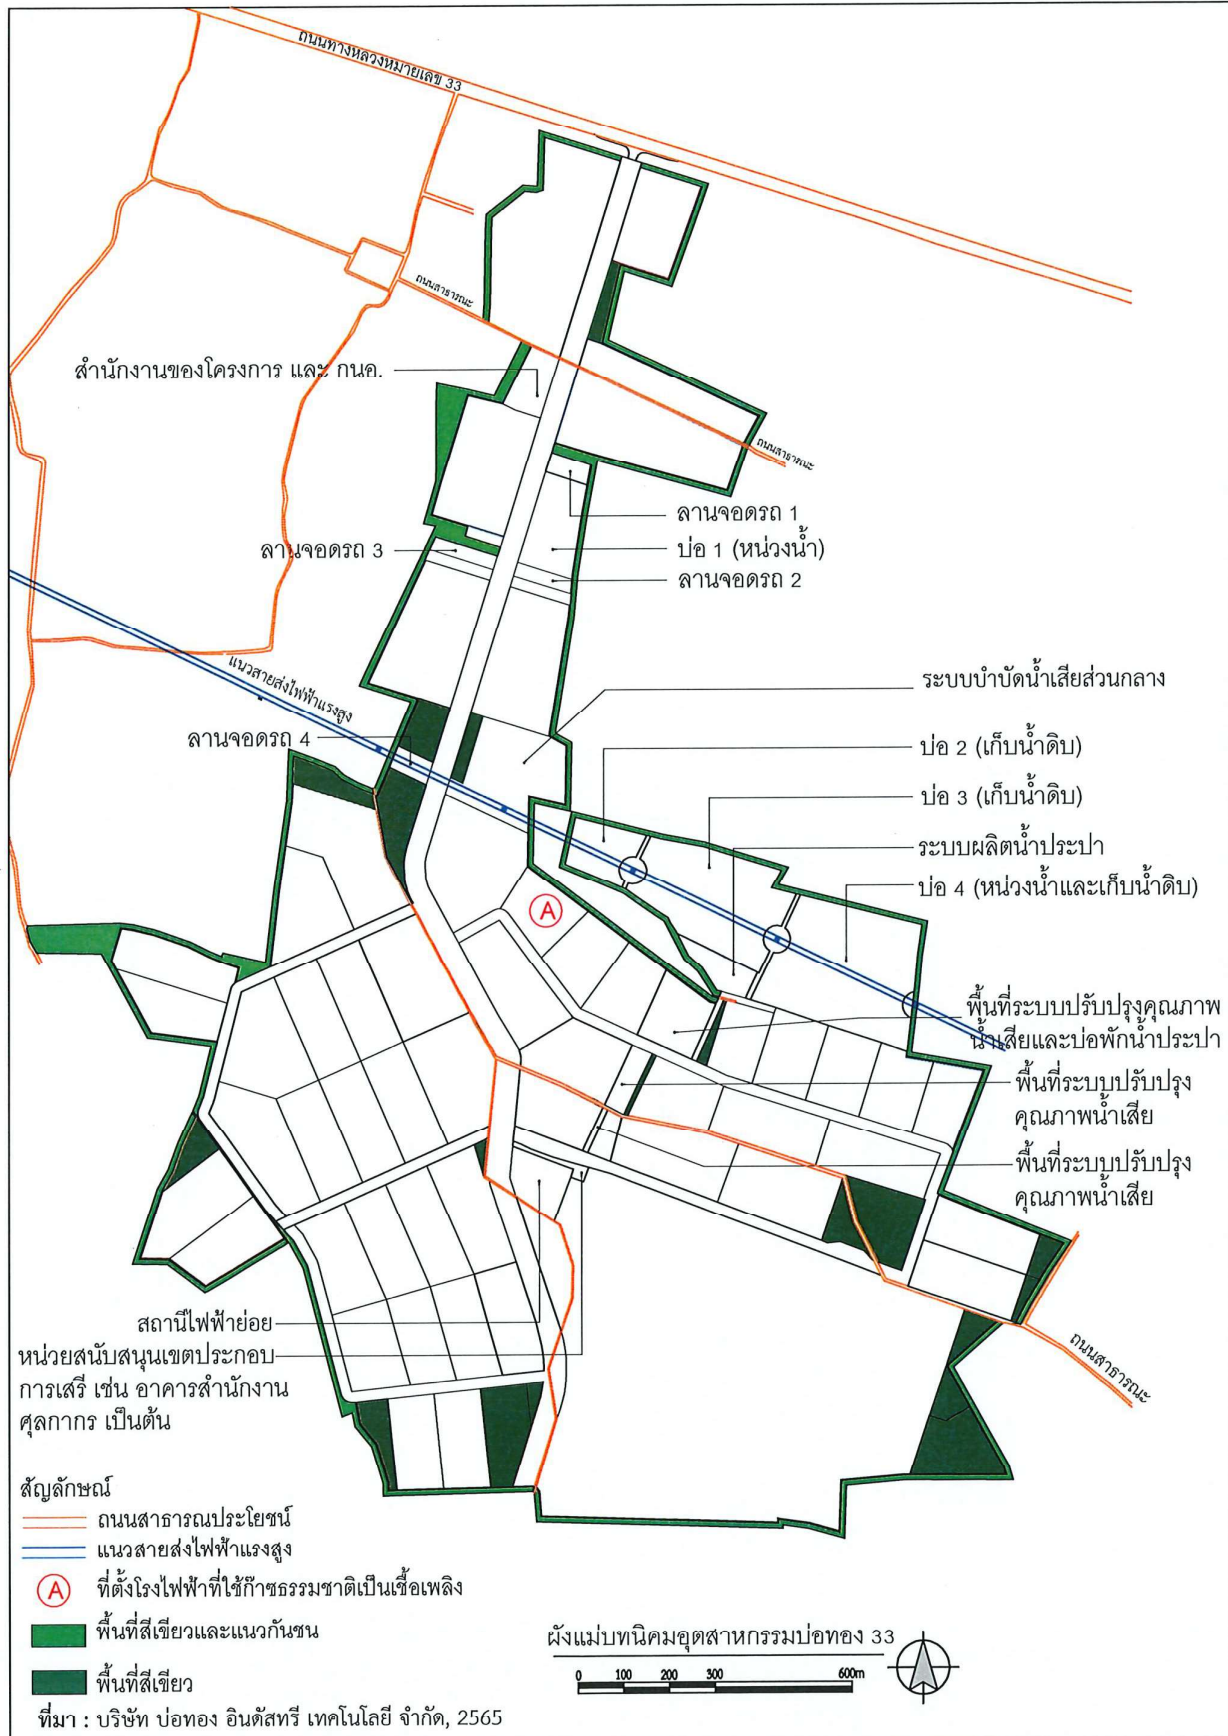 ถนนทางหลวงหมายเลข 33
ถนนสาธารณะ
สำนักงานของโครงการ และ กนอ.
ถนนสาธารณะ
ลานจอดรถ 1
ลานจอดรถ 3
บ่อ 1 (หน่วงน้ำ)
ลานจอดรถ 2
แนวสายส่งไฟฟ้าแรงสูง
ระบบบำบัดน้ำเสียส่วนกลาง
ลานจอดรถ 4
บ่อ 2 (เก็บน้ำดิบ)
บ่อ 3 (เก็บน้ำดิบ)
ระบบผลิตน้ำประปา
บ่อ 4 (หน่วงน้ำและเก็บน้ำดิบ)
A
พื้นที่ระบบปรับปรุงคุณภาพ
น้ำเสียและบ่อพักน้ำประปา
พื้นที่ระบบปรับปรุง
คุณภาพน้ำเสีย
พื้นที่ระบบปรับปรุง
คุณภาพน้ำเสีย
สถานีไฟฟ้าย่อย
หน่วยสนับสนุนเขตประกอบ
การเสรี เช่น อาคารสำนักงาน
ศุลกากร เป็นต้น
ถนนสาธารณะ
สัญลักษณ์
ถนนสาธารณประโยชน์
แนวสายส่งไฟฟ้าแรงสูง
A ที่ตั้งโรงไฟฟ้าที่ใช้ก๊าซธรรมชาติเป็นเชื้อเพลิง
พื้นที่สีเขียวและแนวกันชน
พื้นที่สีเขียว
ผังแม่บทนิคมอุตสาหกรรมบ่อทอง 33
0 100 200 300 600m
ที่มา : บริษัท บ่อทอง อินดัสทรี เทคโนโลยี จำกัด, 2565